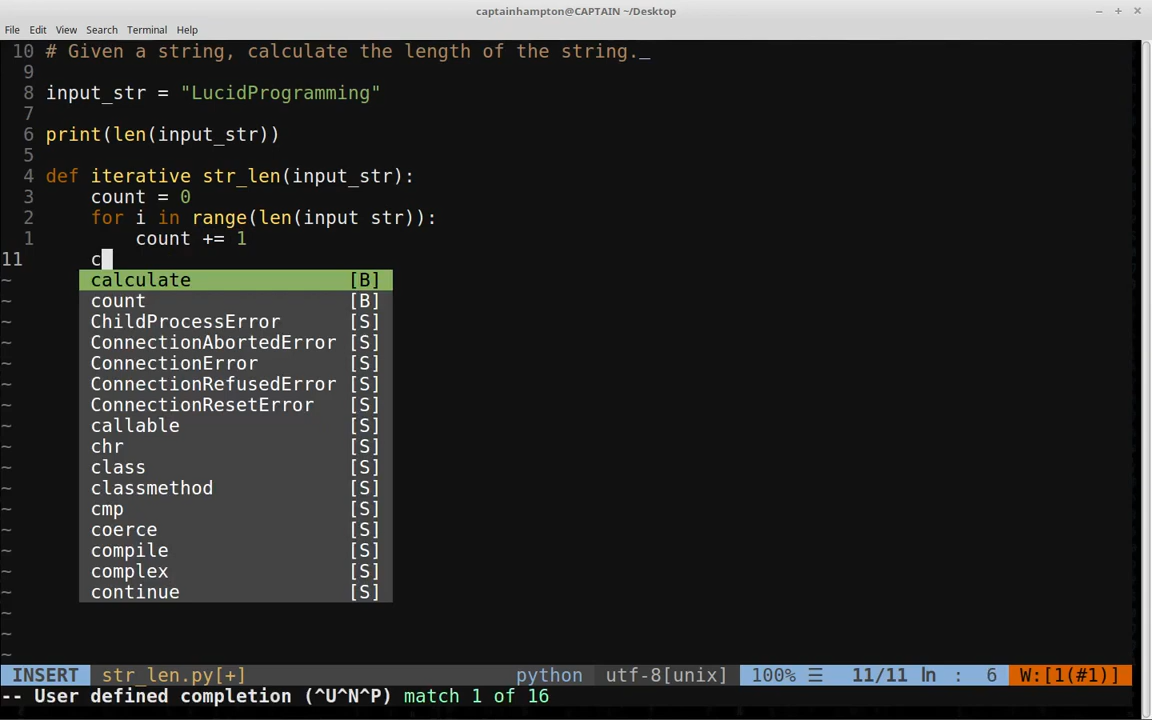 captainhampton@CAPTAIN ~/Desktop
File Edit View Search Terminal Help
10 # Given a string, calculate the length of the string._
9
8 input_str = "LucidProgramming"
7
6 print(len(input_str))
5
4 def iterative str_len(input_str):
3     count = 0
2     for i in range(len(input str)):
1         count += 1
11     c
~ calculate [B]
~ count [B]
~ ChildProcessError [S]
~ ConnectionAbortedError [S]
~ ConnectionError [S]
~ ConnectionRefusedError [S]
~ ConnectionResetError [S]
~ callable [S]
~ chr [S]
~ class [S]
~ classmethod [S]
~ cmp [S]
~ coerce [S]
~ compile [S]
~ complex [S]
~ continue [S]
~
~
~
INSERT str_len.py[+] python utf-8[unix] 100% ☰ 11/11 ln : 6 W:[1(#1)]
-- User defined completion (^U^N^P) match 1 of 16